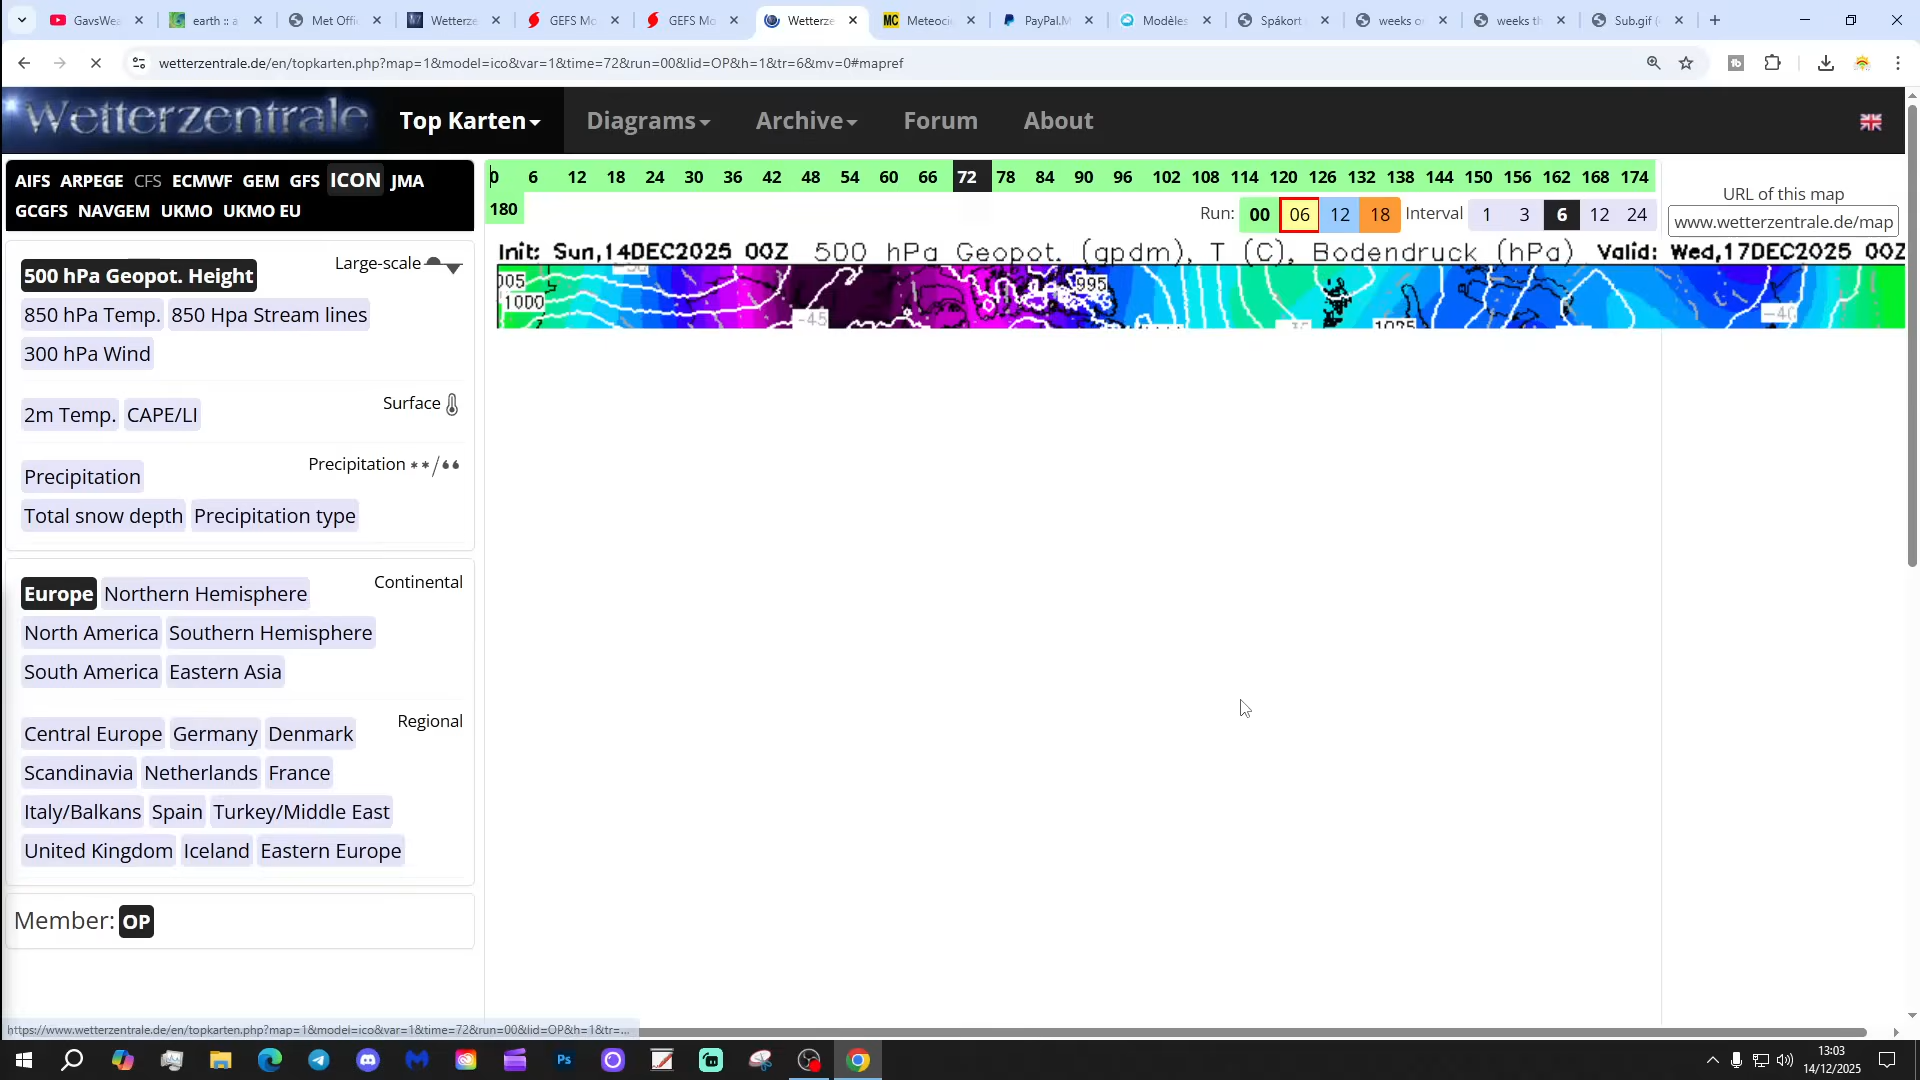 GavsWea
earth :: a
Met Offi
Wetterze
GEFS Mo
GEFS Mo
Wetterze
MC Meteoci
PayPal.M
Modèles
Spákort
weeks o
weeks th
Sub.gif (
wetterzentrale.de/en/topkarten.php?map=1&model=ico&var=1&time=72&run=00&lid=OP&h=1&tr=6&mv=0#mapref
Wetterzentrale Top Karten Diagrams Archive Forum About
AIFS ARPEGE CFS ECMWF GEM GFS ICON JMA
GCGFS NAVGEM UKMO UKMO EU
0 6 12 18 24 30 36 42 48 54 60 66 72 78 84 90 96 102 108 114 120 126 132 138 144 150 156 162 168 174
180
Run: 00 06 12 18 Interval 1 3 6 12 24
URL of this map
www.wetterzentrale.de/map
Init: Sun,14DEC2025 00Z 500 hPa Geopot. (gpdm), T (C), Bodendruck (hPa) Valid: Wed,17DEC2025 00Z
005
1000
-45
995
1025
-40
Large-scale
500 hPa Geopot. Height
850 hPa Temp. 850 Hpa Stream lines
300 hPa Wind
Surface
2m Temp. CAPE/LI
Precipitation
Precipitation
Total snow depth Precipitation type
Continental
Europe Northern Hemisphere
North America Southern Hemisphere
South America Eastern Asia
Regional
Central Europe Germany Denmark
Scandinavia Netherlands France
Italy/Balkans Spain Turkey/Middle East
United Kingdom Iceland Eastern Europe
Member: OP
https://www.wetterzentrale.de/en/topkarten.php?map=1&model=ico&var=1&time=72&run=00&lid=OP&h=1&tr=...
Ps
13:03
14/12/2025